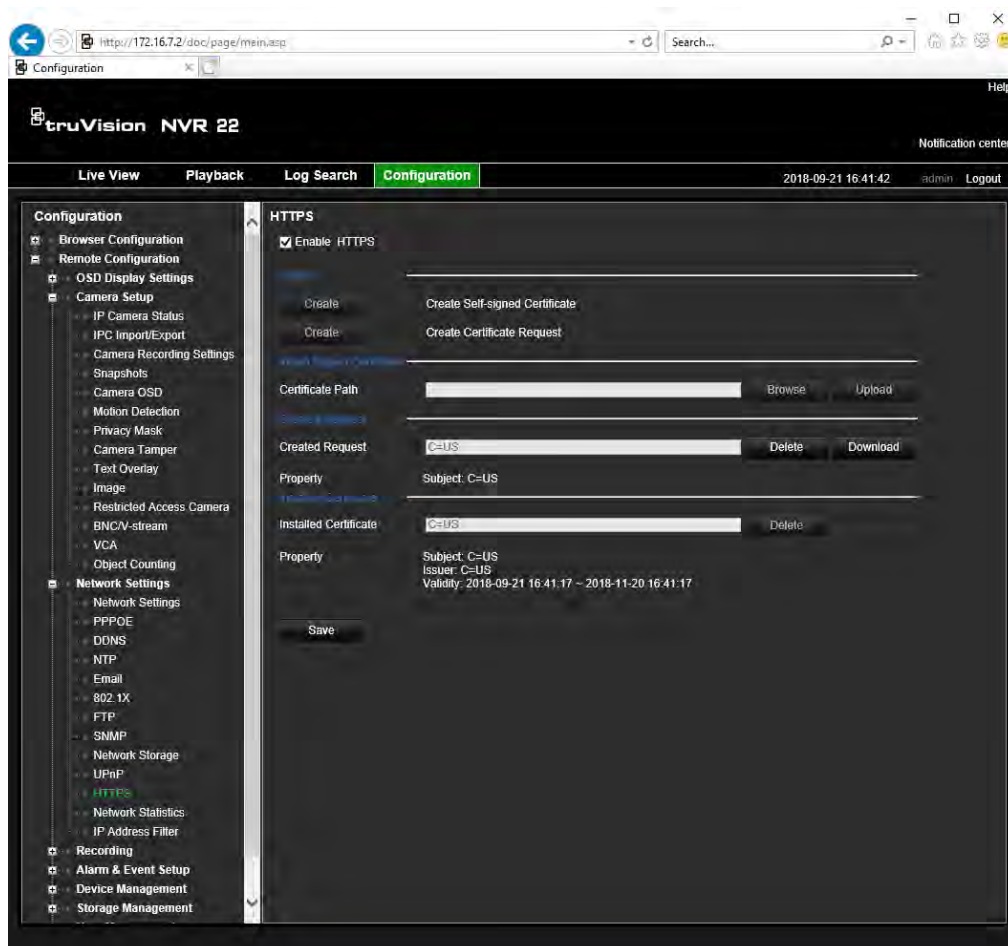 http://172.16.7.2/doc/page/main.asp
Search...
Configuration
Help
truVision NVR 22
Notification center
Live View Playback Log Search Configuration
2018-09-21 16:41:42 admin Logout
Configuration
Browser Configuration
Remote Configuration
OSD Display Settings
Camera Setup
IP Camera Status
IPC Import/Export
Camera Recording Settings
Snapshots
Camera OSD
Motion Detection
Privacy Mask
Camera Tamper
Text Overlay
Image
Restricted Access Camera
BNC/V-stream
VCA
Object Counting
Network Settings
Network Settings
PPPOE
DDNS
NTP
Email
802.1X
FTP
SNMP
Network Storage
UPnP
HTTPS
Network Statistics
IP Address Filter
Recording
Alarm & Event Setup
Device Management
Storage Management
HTTPS
Enable HTTPS
Create Create Self-signed Certificate
Create Create Certificate Request
Certificate Path Browse Upload
Created Request C=US Delete Download
Property Subject: C=US
Installed Certificate C=US Delete
Property Subject: C=US
Issuer: C=US
Validity: 2018-09-21 16:41:17 ~ 2018-11-20 16:41:17
Save